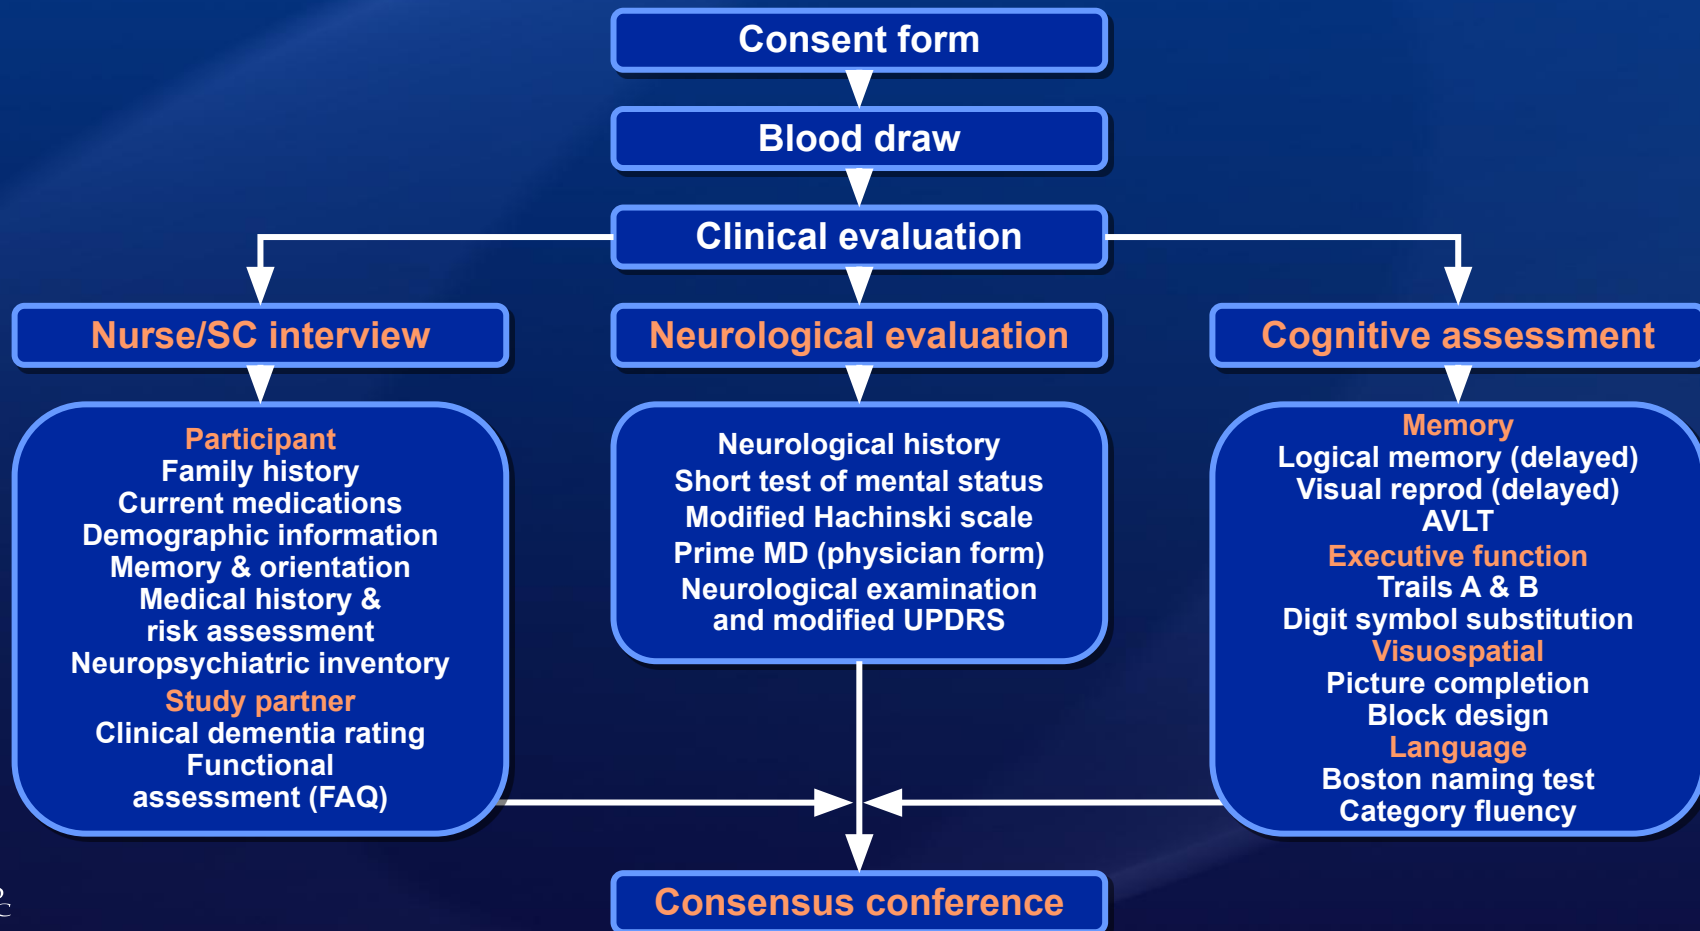 Consent form
Blood draw
Clinical evaluation
Nurse/SC interview
Neurological evaluation
Cognitive assessment
Participant
Family history
Current medications
Demographic information
Memory & orientation
Medical history &
risk assessment
Neuropsychiatric inventory
Study partner
Clinical dementia rating
Functional
assessment (FAQ)
Neurological history
Short test of mental status
Modified Hachinski scale
Prime MD (physician form)
Neurological examination
and modified UPDRS
Memory
Logical memory (delayed)
Visual reprod (delayed)
AVLT
Executive function
Trails A & B
Digit symbol substitution
Visuospatial
Picture completion
Block design
Language
Boston naming test
Category fluency
Consensus conference